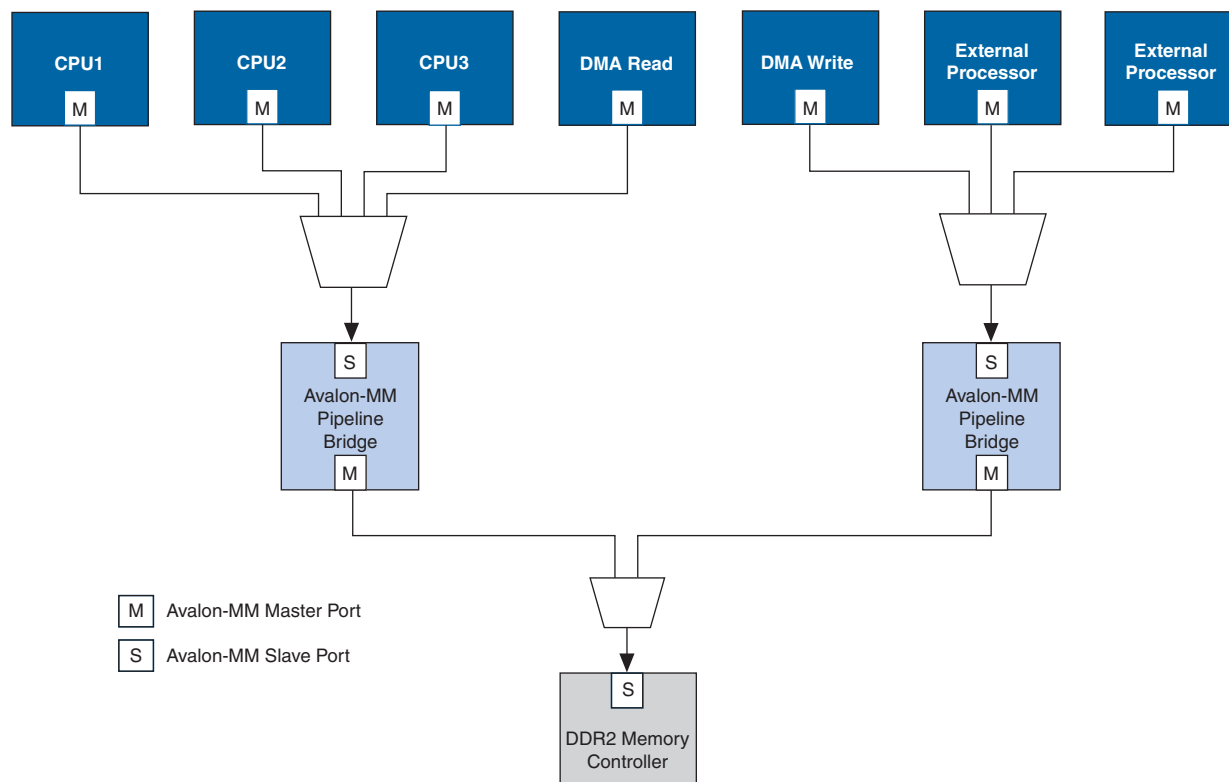 CPU1
M
CPU2
M
CPU3
M
DMA Read
M
DMA Write
M
External
Processor
M
External
Processor
M
S
Avalon-MM
Pipeline
Bridge
M
S
Avalon-MM
Pipeline
Bridge
M
M Avalon-MM Master Port
S Avalon-MM Slave Port
S
DDR2 Memory
Controller